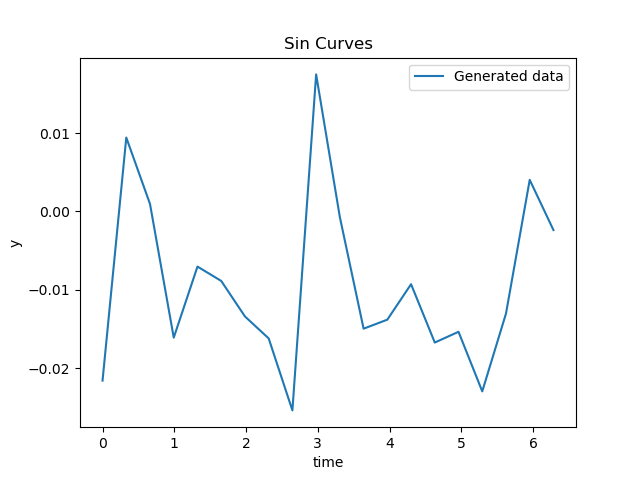 Sin Curves
Generated data
y
0.01
0.00
−0.01
−0.02
0 1 2 3 4 5 6
time